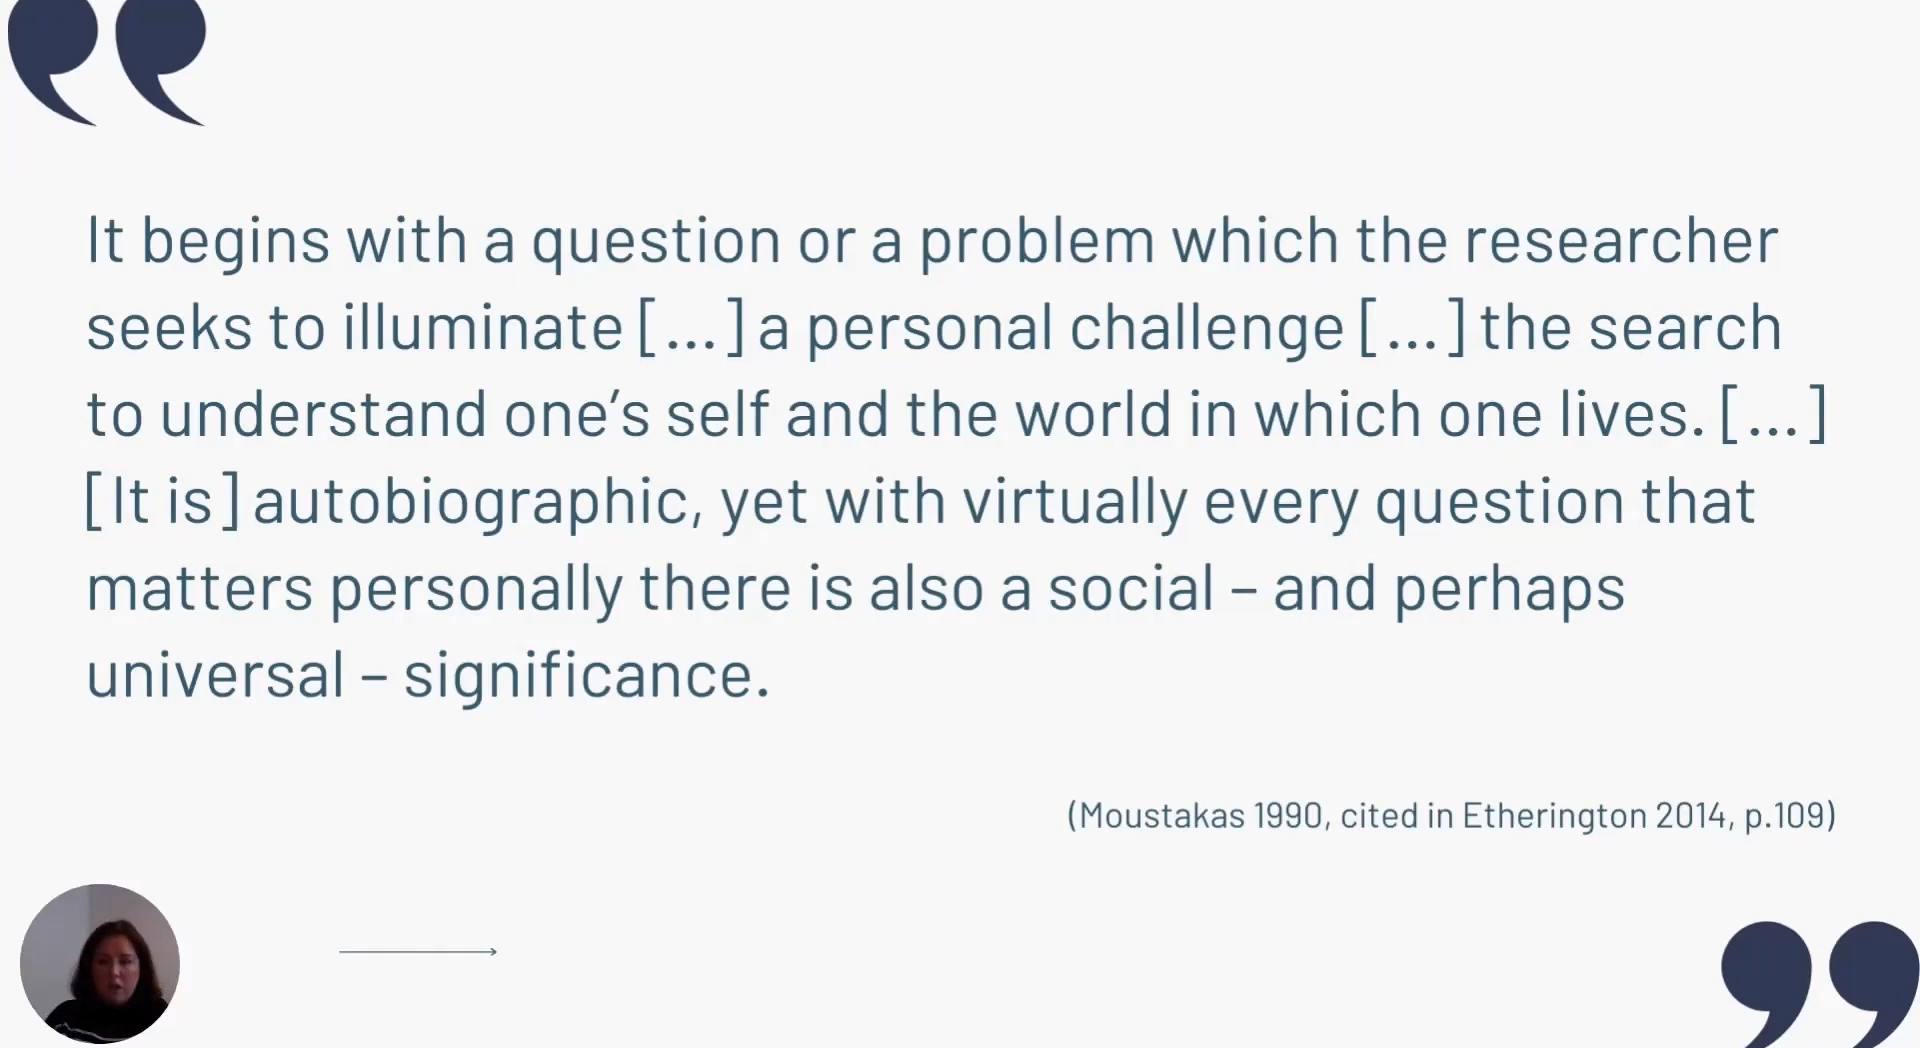 It begins with a question or a problem which the researcher
seeks to illuminate [...] a personal challenge [...] the search
to understand one’s self and the world in which one lives. [...]
[It is] autobiographic, yet with virtually every question that
matters personally there is also a social – and perhaps
universal – significance.
(Moustakas 1990, cited in Etherington 2014, p.109)